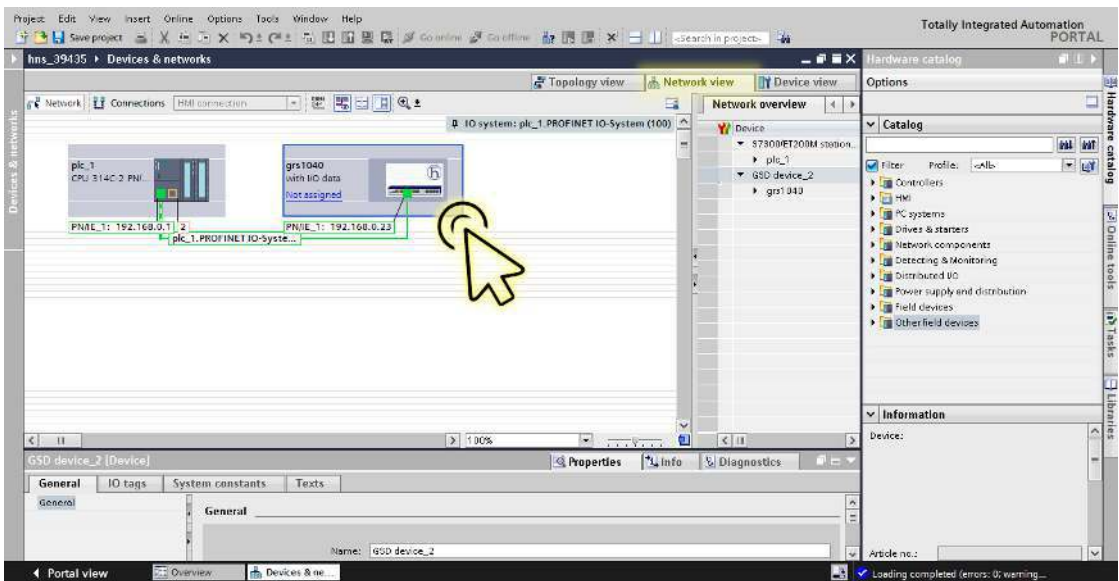 Project Edit View Insert Online Options Tools Window Help
Totally Integrated Automation
PORTAL
Save project Go online Go offline <Search in project>
hns_39435 Devices & networks
Hardware catalog
Topology view Network view Device view
Options
Network Connections HMI connection
Network overview
IO system: plc_1.PROFINET IO-System (100)
Device
S7300/ET200M station...
plc_1
GSD device_2
grs1040
plc_1
CPU 314C-2 PN/...
grs1040
with I/O data
Not assigned
PN/IE_1: 192.168.0.1 2
PN/IE_1: 192.168.0.23
plc_1.PROFINET IO-Syste...
Catalog
Filter Profile: <All>
Controllers
HMI
PC systems
Drives & starters
Network components
Detecting & Monitoring
Distributed I/O
Power supply and distribution
Field devices
Other field devices
Devices & networks
Hardware catalog
Online tools
Tasks
Libraries
100%
Information
Device:
Article no.:
GSD device_2 [Device]
Properties Info Diagnostics
General IO tags System constants Texts
General
General
Name: GSD device_2
Portal view Overview Devices & ne...
Loading completed (errors: 0; warning...